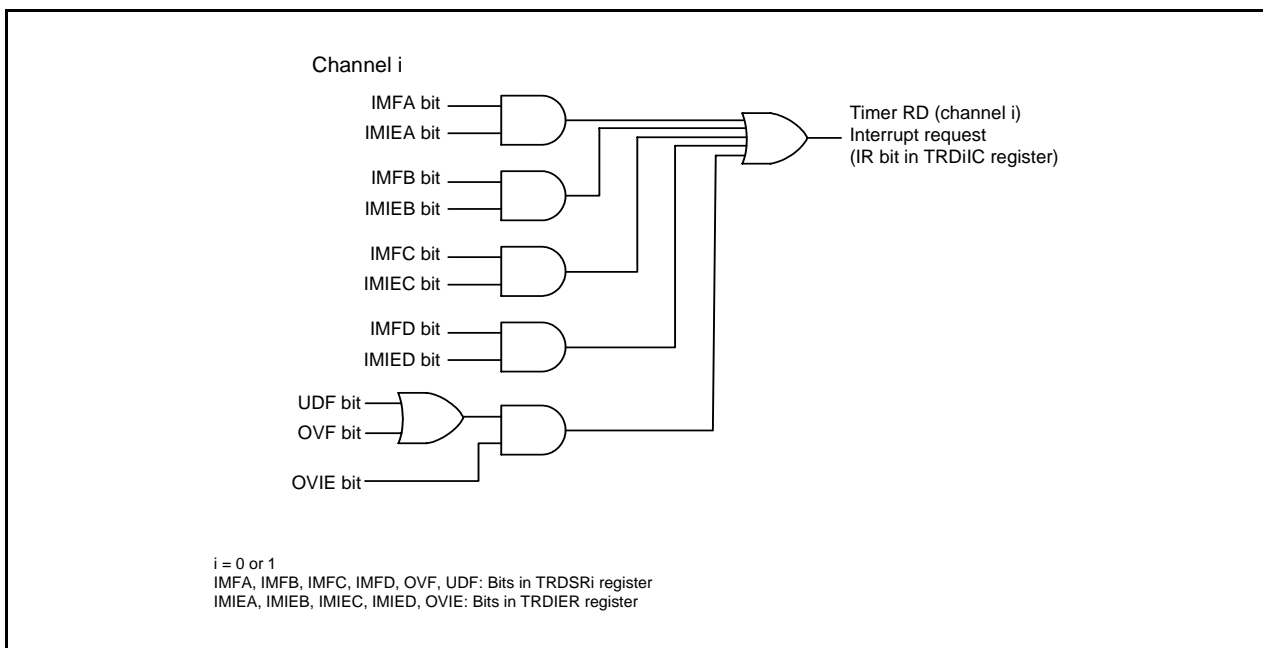 Channel i
IMFA bit
IMIEA bit
IMFB bit
IMIEB bit
IMFC bit
IMIEC bit
IMFD bit
IMIED bit
UDF bit
OVF bit
OVIE bit
Timer RD (channel i)
Interrupt request
(IR bit in TRDiIC register)
i = 0 or 1
IMFA, IMFB, IMFC, IMFD, OVF, UDF: Bits in TRDSRi register
IMIEA, IMIEB, IMIEC, IMIED, OVIE: Bits in TRDIER register